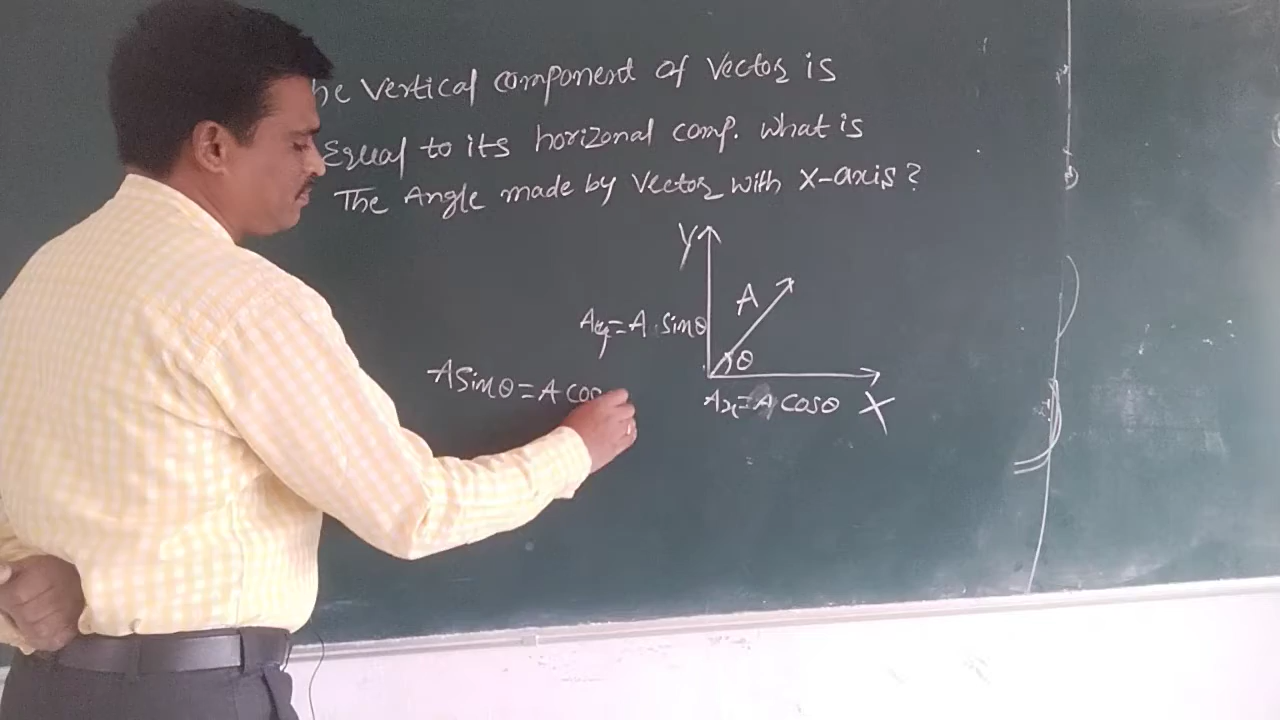 he vertical component of vector is
Equal to its horizonal comp. what is
The Angle made by vector with X-axis?
Y
A
Ay=A.Sinθ
θ
ASinθ=A cos
Ax=A Cosθ X